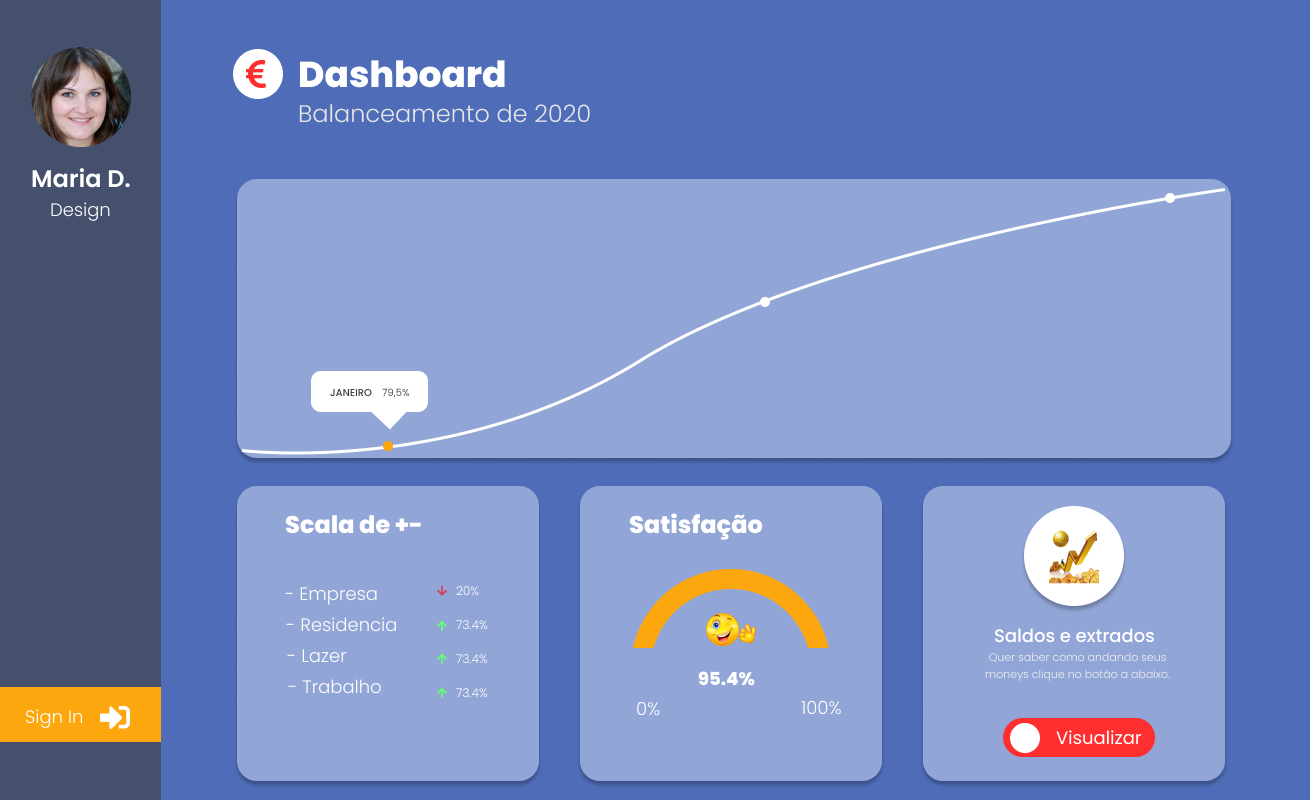 Maria D.
Design
Sign In
€ Dashboard
Balanceamento de 2020
JANEIRO 79,5%
Scala de +-
- Empresa 20%
- Residencia 73.4%
- Lazer 73.4%
- Trabalho 73.4%
Satisfação
95.4%
0% 100%
Saldos e extrados
Quer saber como andando seus
moneys clique no botão a abaixo.
Visualizar